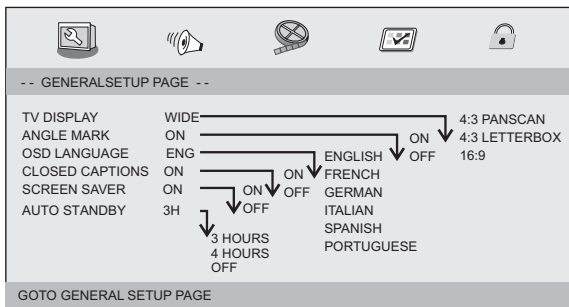 - - GENERALSETUP PAGE - -
TV DISPLAY WIDE 4:3 PANSCAN
ANGLE MARK ON ON 4:3 LETTERBOX
OSD LANGUAGE ENG ENGLISH OFF 16:9
CLOSED CAPTIONS ON ON FRENCH
SCREEN SAVER ON ON OFF GERMAN
AUTO STANDBY 3H OFF ITALIAN
SPANISH
3 HOURS PORTUGUESE
4 HOURS
OFF
GOTO GENERAL SETUP PAGE